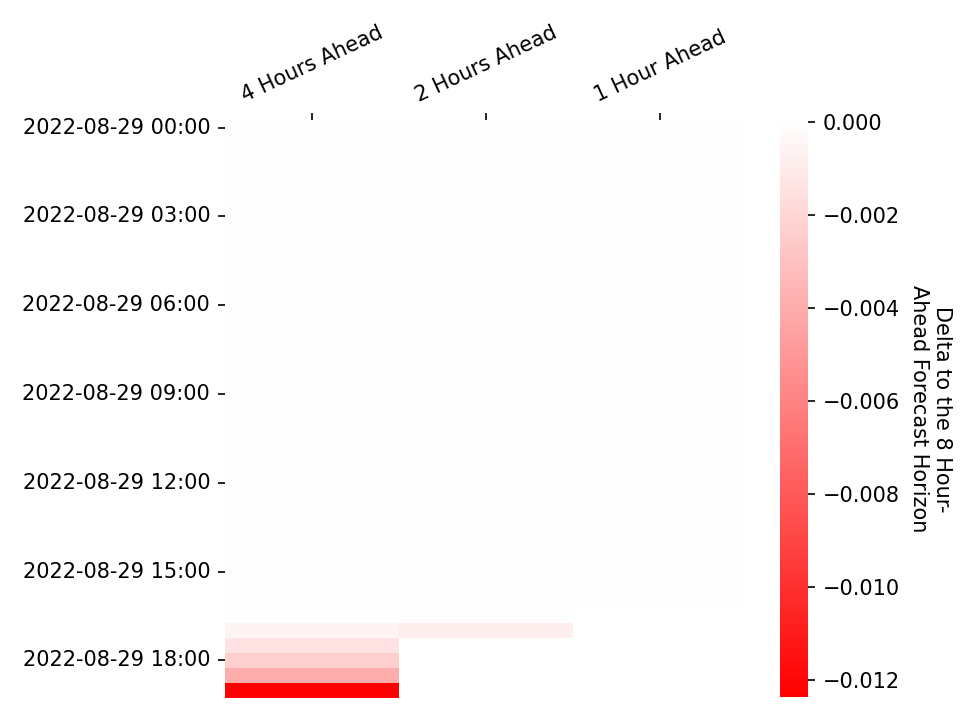 4 Hours Ahead
2 Hours Ahead
1 Hour Ahead
2022-08-29 00:00
2022-08-29 03:00
2022-08-29 06:00
2022-08-29 09:00
2022-08-29 12:00
2022-08-29 15:00
2022-08-29 18:00
0.000
−0.002
−0.004
−0.006
−0.008
−0.010
−0.012
Delta to the 8 Hour-
Ahead Forecast Horizon